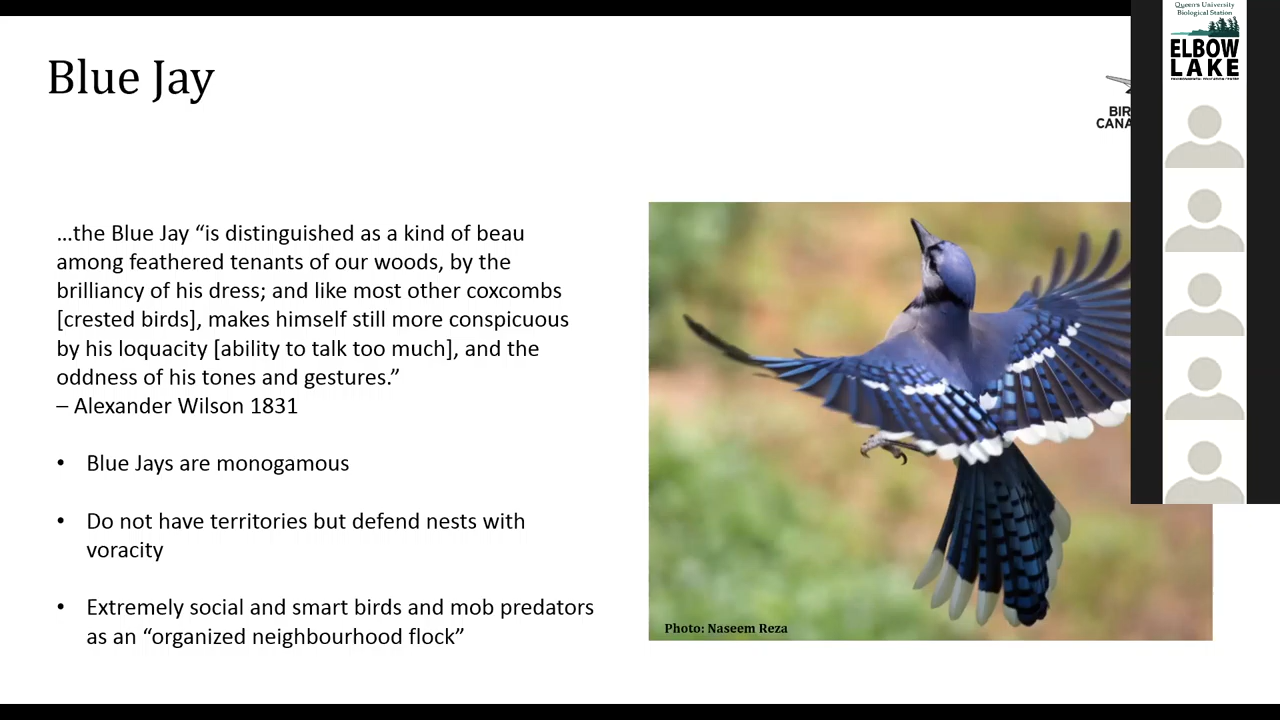 Blue Jay
Queen's University
Biological Station
ELBOW
LAKE
…the Blue Jay “is distinguished as a kind of beau
among feathered tenants of our woods, by the
brilliancy of his dress; and like most other coxcombs
[crested birds], makes himself still more conspicuous
by his loquacity [ability to talk too much], and the
oddness of his tones and gestures.”
– Alexander Wilson 1831
• Blue Jays are monogamous
• Do not have territories but defend nests with
voracity
• Extremely social and smart birds and mob predators
as an “organized neighbourhood flock”
Photo: Naseem Reza